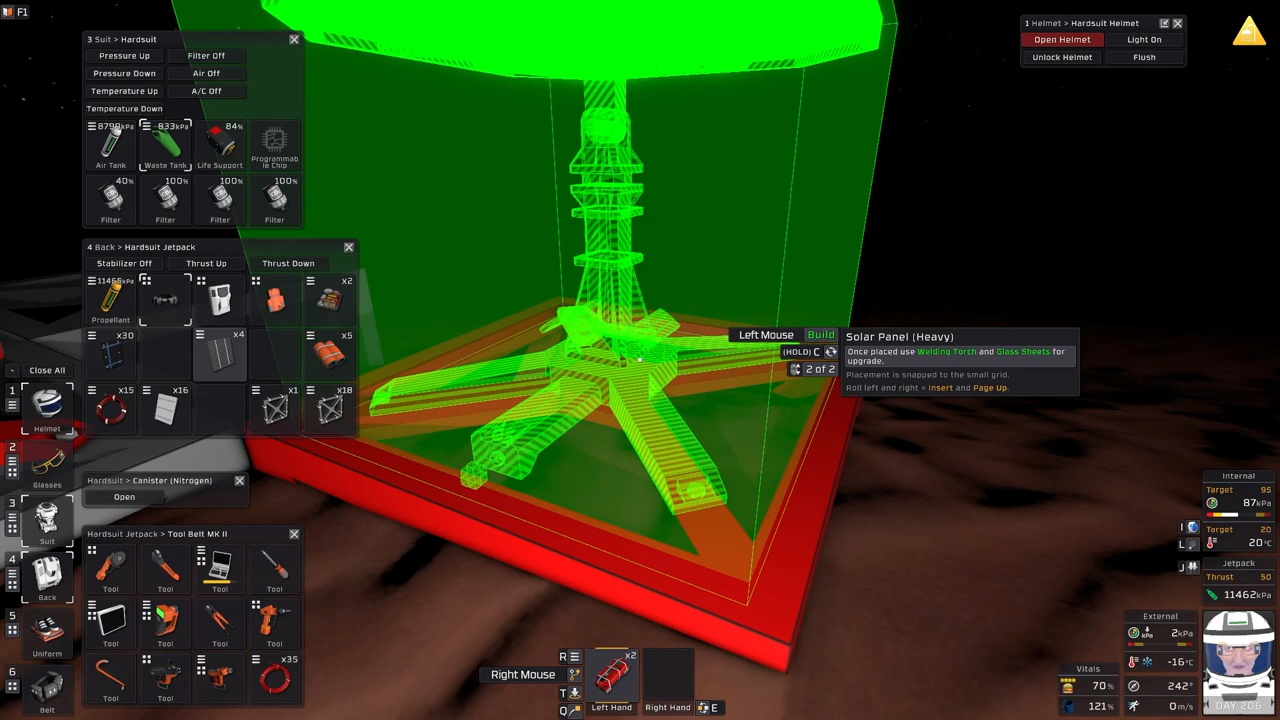 F1
3 Suit > Hardsuit
Pressure Up
Filter Off
Pressure Down
Air Off
Temperature Up
A/C Off
Temperature Down
8798kPa
833kPa
84%
Air Tank
Waste Tank
Life Support
Programmab
le Chip
40%
100%
100%
100%
Filter
Filter
Filter
Filter
4 Back > Hardsuit Jetpack
Stabilizer Off
Thrust Up
Thrust Down
11465kPa
x2
Propellant
x30
x4
x5
x15
x16
x1
x18
Close All
1
Helmet
2
Glasses
3
Suit
4
Back
5
Uniform
6
Belt
Hardsuit > Canister (Nitrogen)
Open
Hardsuit Jetpack > Tool Belt MK II
Tool
Tool
Tool
Tool
Tool
Tool
Tool
Tool
x35
Tool
Tool
Tool
Tool
1 Helmet > Hardsuit Helmet
Open Helmet
Light On
Unlock Helmet
Flush
Left Mouse
Build
(HOLD) C
2 of 2
Solar Panel (Heavy)
Once placed use Welding Torch and Glass Sheets for
upgrade.
Placement is snapped to the small grid.
Roll left and right = Insert and Page Up.
Right Mouse
R
T
Q
x2
Left Hand
Right Hand
E
Internal
Target 95
87kPa
Target 20
20°C
I
L
J
Jetpack
Thrust 50
11462kPa
External
kPa
2kPa
-16°C
242°
0m/s
Vitals
70%
121%
DAY 206